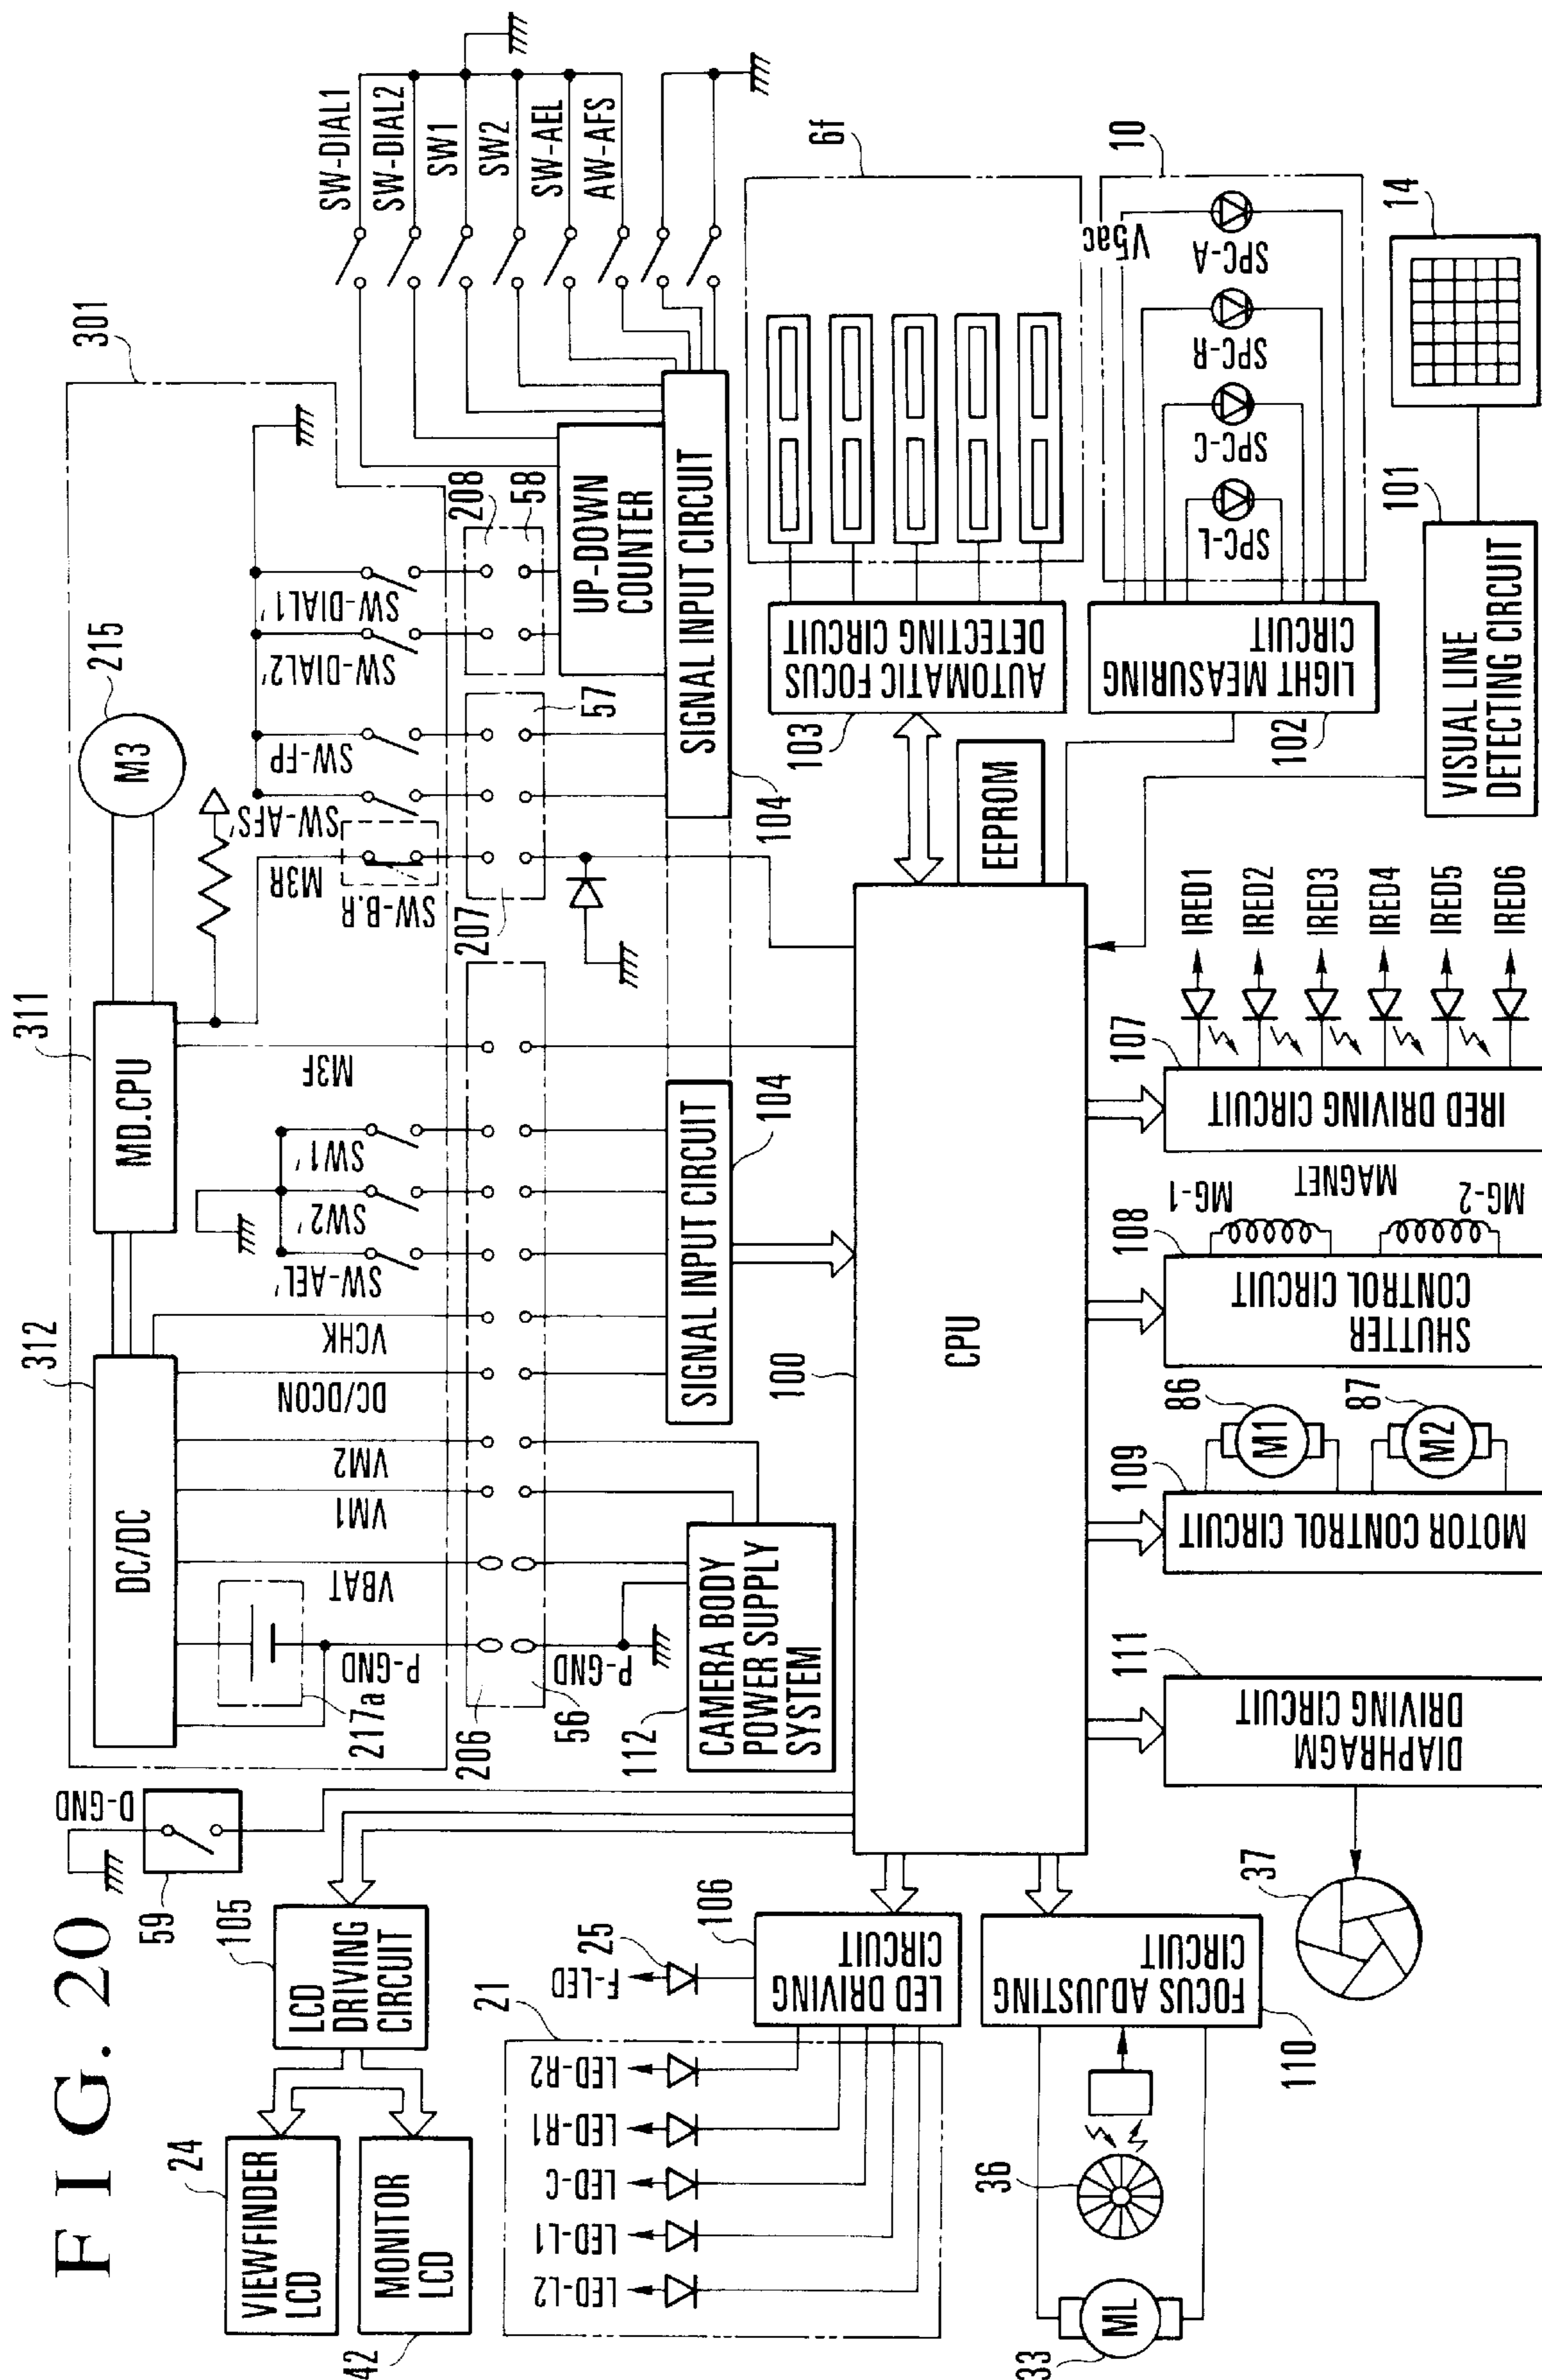 FIG. 20
301
311
215
M3
MD.CPU
312
DC/DC
D-GND
59
217a
P-GND
VBAT
VM1
VM2
DC/DCON
VCHK
SW-AEL'
SW2'
SW1'
M3F
M3R
SW-B.R
SW-AFS'
SW-FP
SW-DIAL2'
SW-DIAL1'
SW-DIAL1
SW-DIAL2
SW1
SW2
SW-AEL
AW-AFS
206
56
P-GND
207
57
208
58
UP-DOWN
COUNTER
SIGNAL INPUT CIRCUIT
104
SIGNAL INPUT CIRCUIT
104
112
CAMERA BODY
POWER SUPPLY
SYSTEM
105
LCD
DRIVING
CIRCUIT
24
VIEWFINDER
LCD
42
MONITOR
LCD
21
LED-L2
LED-L1
LED-C
LED-R1
LED-R2
F-LED
25
106
LED DRIVING
CIRCUIT
100
CPU
EEPROM
103
AUTOMATIC FOCUS
DETECTING CIRCUIT
6f
102
LIGHT MEASURING
CIRCUIT
10
V5ac
SPC-L
SPC-C
SPC-R
SPC-A
101
VISUAL LINE
DETECTING CIRCUIT
14
33
ML
36
110
FOCUS ADJUSTING
CIRCUIT
37
111
DIAPHRAGM
DRIVING CIRCUIT
109
MOTOR CONTROL CIRCUIT
M1
86
M2
87
108
SHUTTER
CONTROL CIRCUIT
MG-1
MAGNET
MG-2
107
IRED DRIVING CIRCUIT
IRED1
IRED2
IRED3
IRED4
IRED5
IRED6